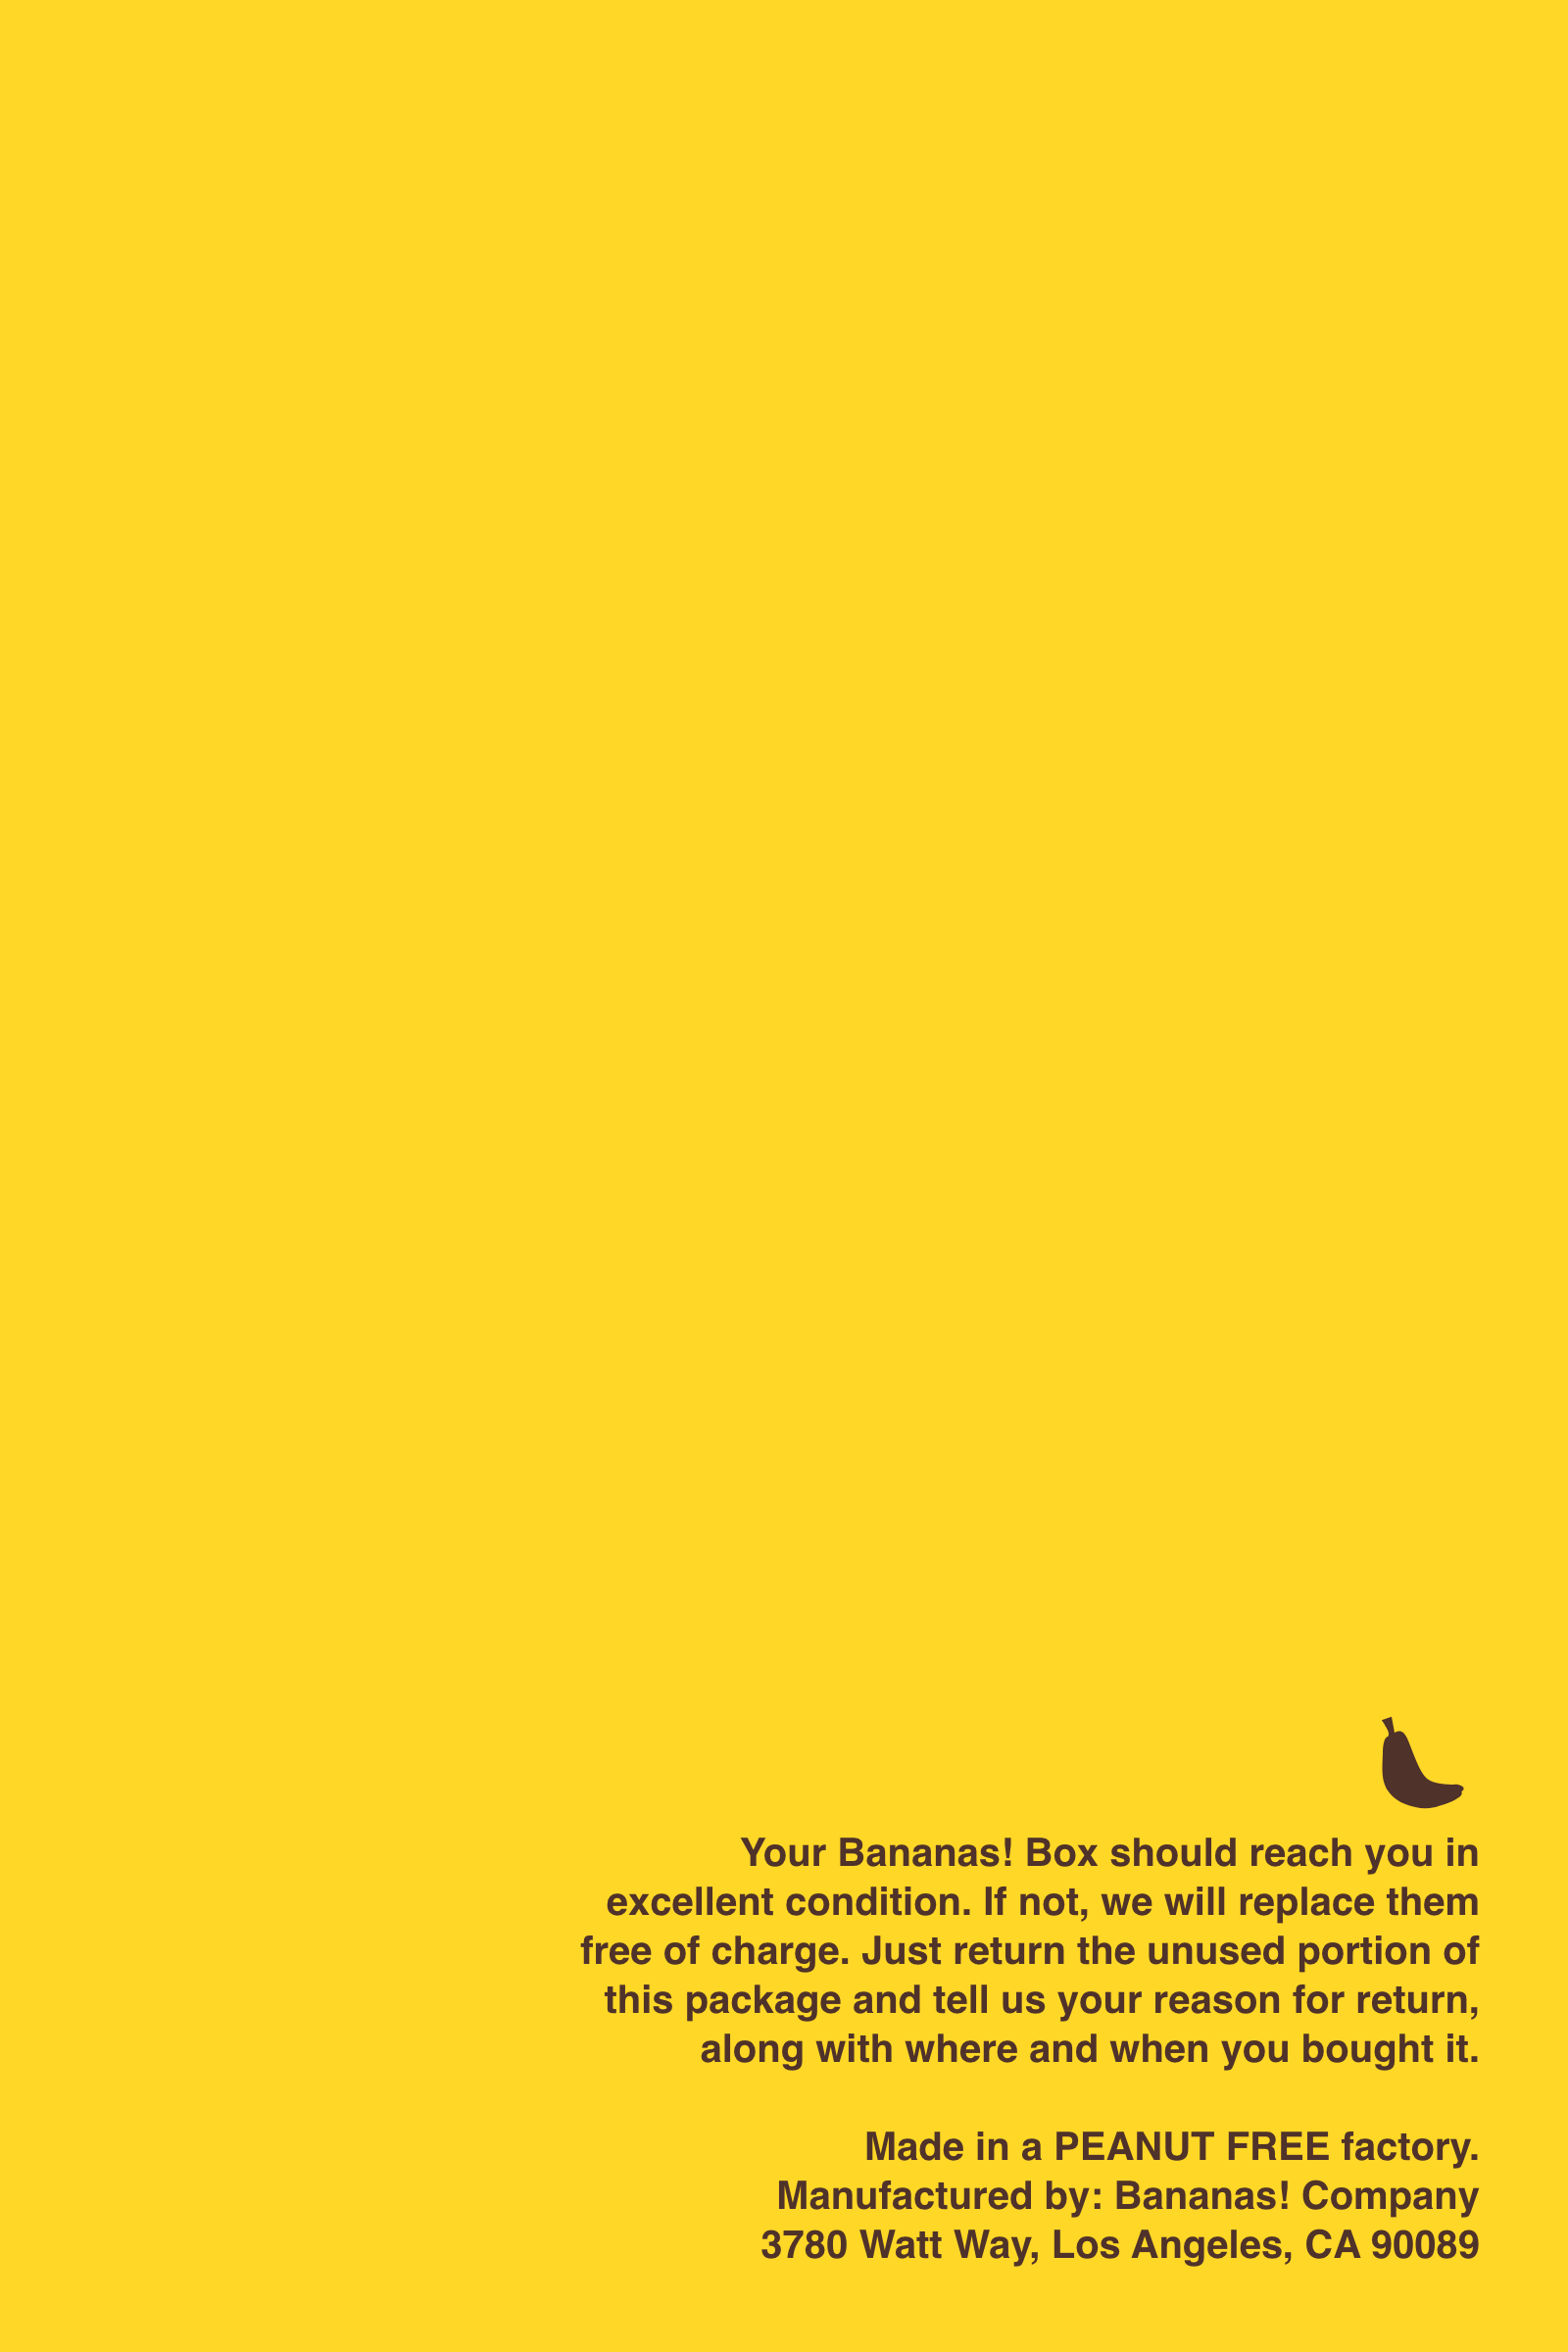 Your Bananas! Box should reach you in
excellent condition. If not, we will replace them
free of charge. Just return the unused portion of
this package and tell us your reason for return,
along with where and when you bought it.
Made in a PEANUT FREE factory.
Manufactured by: Bananas! Company
3780 Watt Way, Los Angeles, CA 90089